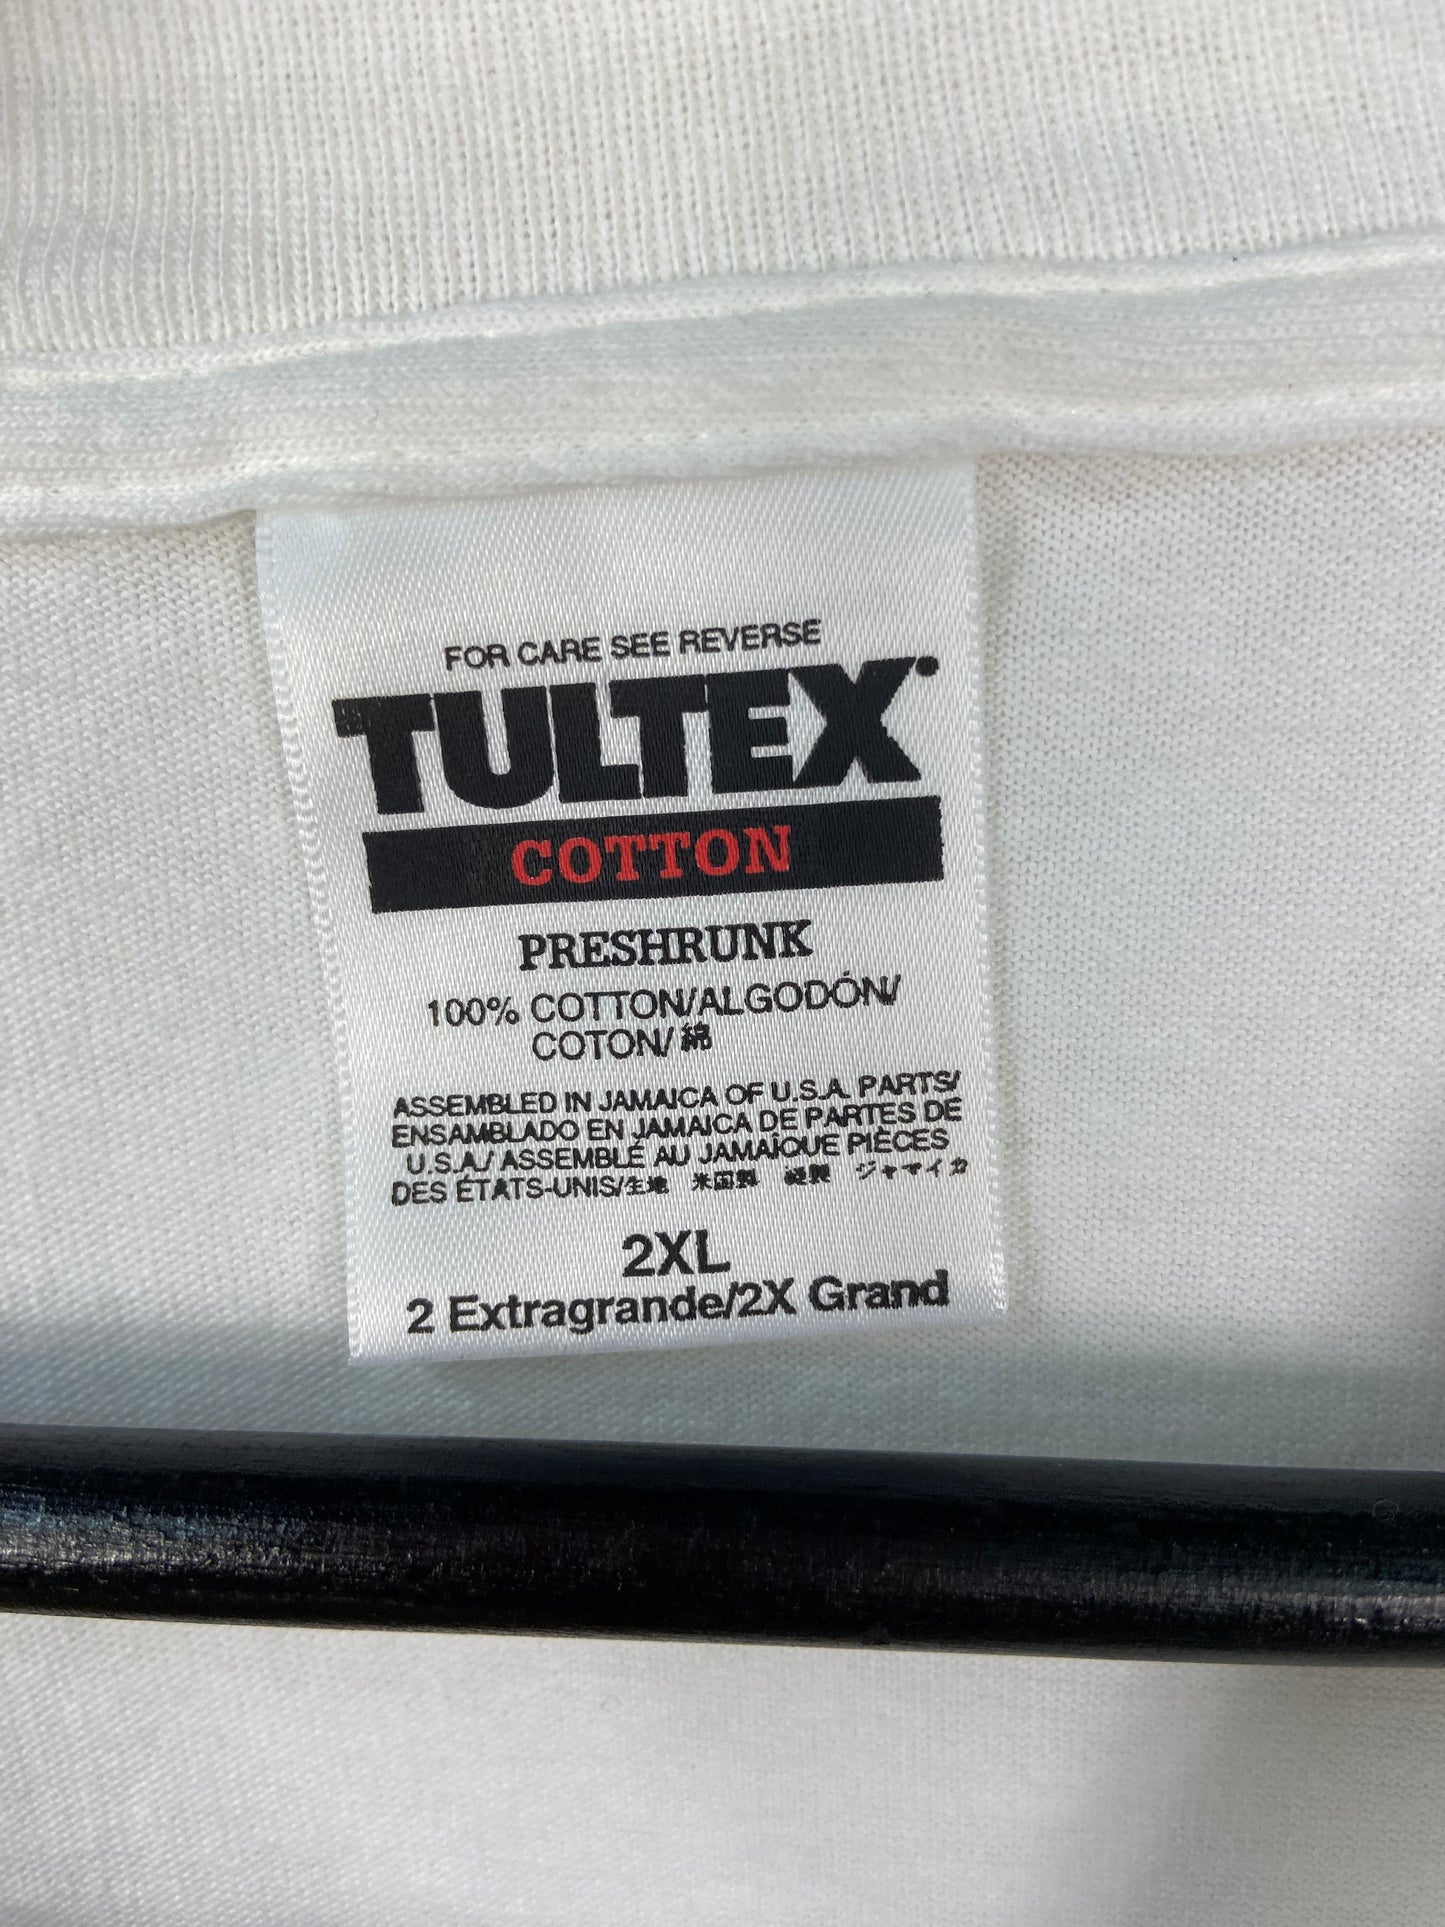 FOR CARE SEE REVERSE
TULTEX
COTTON
PRESHRUNK
100% COTTON/ALGODÓN/
COTON/綿
ASSEMBLED IN JAMAICA OF U.S.A. PARTS/
ENSAMBLADO EN JAMAICA DE PARTES DE
U.S.A./ ASSEMBLÉ AU JAMAÏQUE PIÈCES
DES ÉTATS-UNIS/生地 米国製 縫製 ジャマイカ
2XL
2 Extragrande/2X Grand